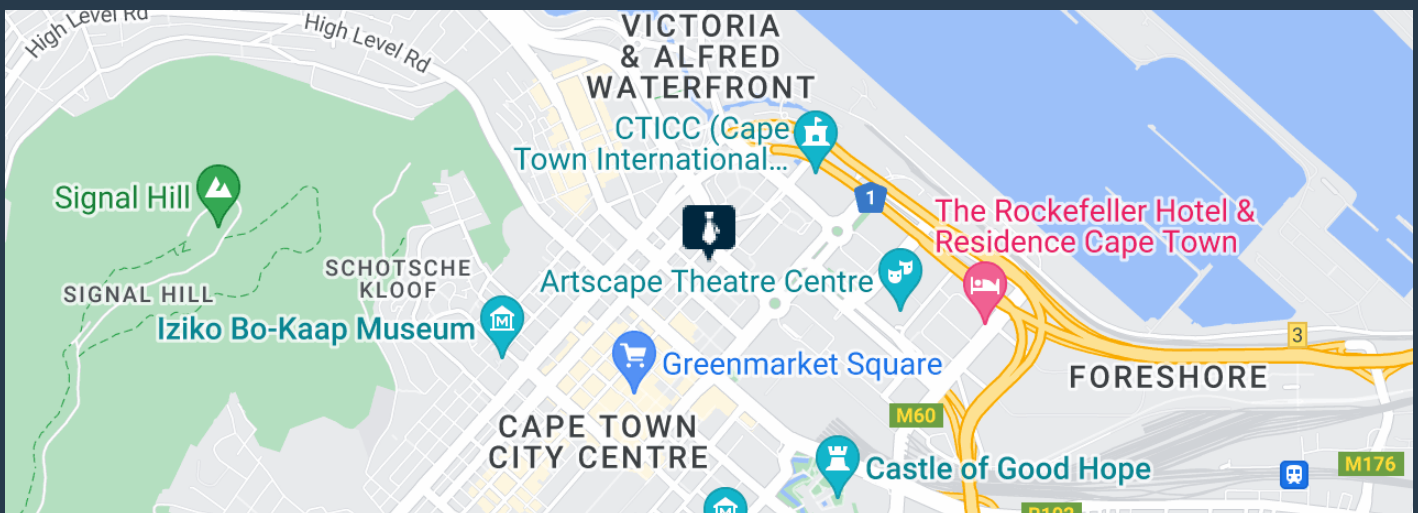 High Level Rd
High Level Rd
VICTORIA
& ALFRED
WATERFRONT
CTICC (Cape
Town International...
Signal Hill
1
The Rockefeller Hotel &
Residence Cape Town
SCHOTSCHE
KLOOF
Artscape Theatre Centre
SIGNAL HILL
Iziko Bo-Kaap Museum
M
3
Greenmarket Square
FORESHORE
M60
CAPE TOWN
CITY CENTRE
Castle of Good Hope
M176
R102